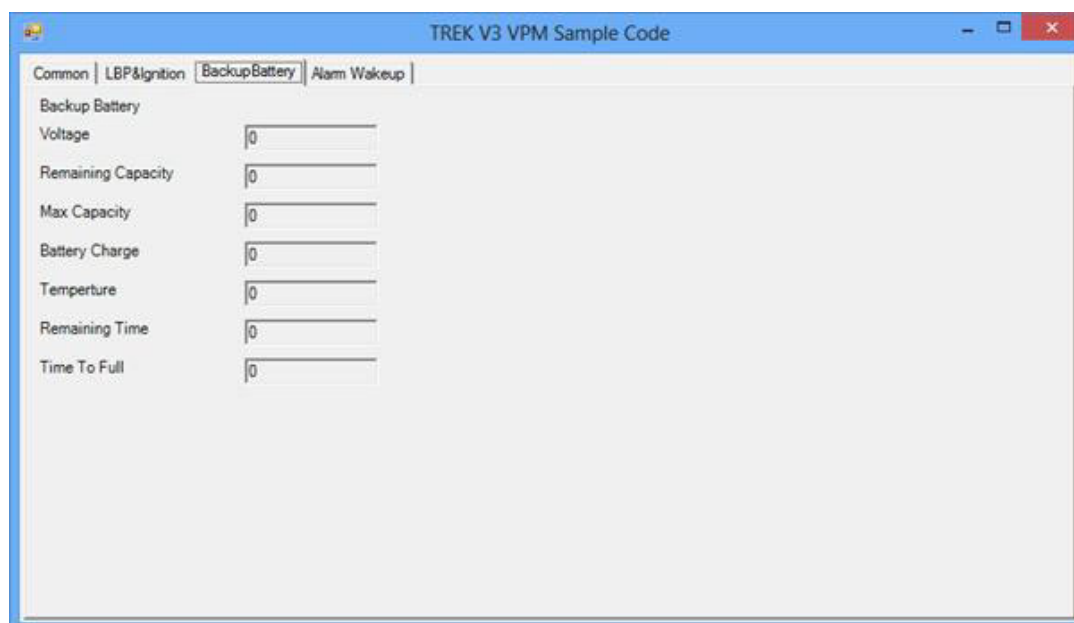 TREK V3 VPM Sample Code
Common LBP&Ignition BackupBattery Alarm Wakeup
Backup Battery
Voltage 0
Remaining Capacity 0
Max Capacity 0
Battery Charge 0
Temperture 0
Remaining Time 0
Time To Full 0